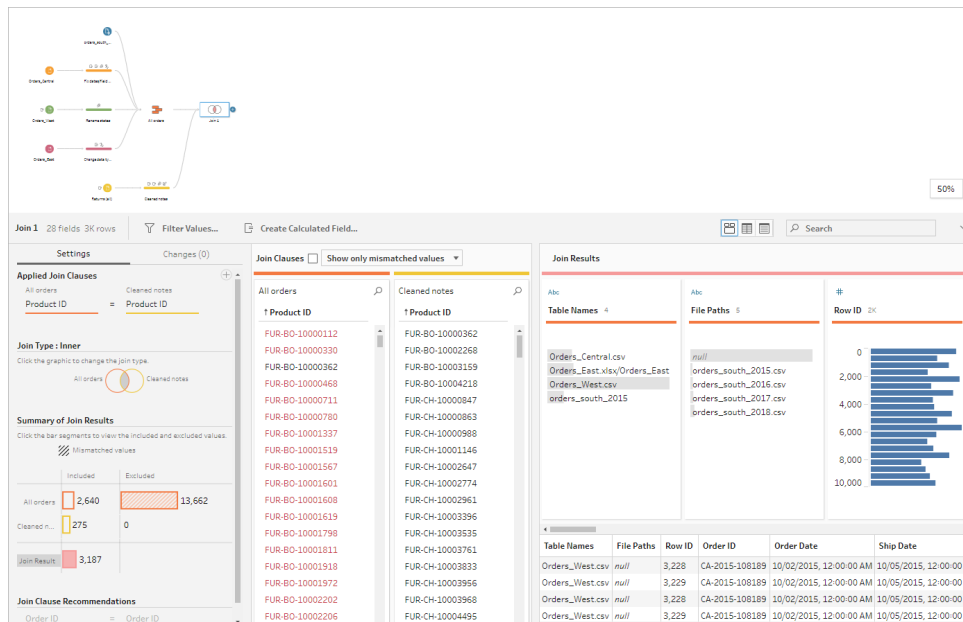 orders_south_...
Orders_Central
Fix dates/field...
Orders_West
Rename states
All orders
Join 1
Orders_East
Change data ty...
Returns (all)
Cleaned notes
50%
Join 1 28 fields 3K rows Filter Values... Create Calculated Field... Search
Settings Changes (0)
Applied Join Clauses
All orders Cleaned notes
Product ID = Product ID
Join Type : Inner
Click the graphic to change the join type.
All orders Cleaned notes
Summary of Join Results
Click the bar segments to view the included and excluded values.
Mismatched values
Included Excluded
All orders 2,640 13,662
Cleaned n... 275 0
Join Result 3,187
Join Clause Recommendations
Order ID = Order ID
Join Clauses Show only mismatched values
All orders
Product ID
FUR-BO-10000112
FUR-BO-10000330
FUR-BO-10000362
FUR-BO-10000468
FUR-BO-10000711
FUR-BO-10000780
FUR-BO-10001337
FUR-BO-10001519
FUR-BO-10001567
FUR-BO-10001601
FUR-BO-10001608
FUR-BO-10001619
FUR-BO-10001798
FUR-BO-10001811
FUR-BO-10001918
FUR-BO-10001972
FUR-BO-10002202
FUR-BO-10002206
Cleaned notes
Product ID
FUR-BO-10000362
FUR-BO-10002268
FUR-BO-10003159
FUR-BO-10004218
FUR-CH-10000847
FUR-CH-10000863
FUR-CH-10000988
FUR-CH-10001146
FUR-CH-10002647
FUR-CH-10002774
FUR-CH-10002961
FUR-CH-10003396
FUR-CH-10003535
FUR-CH-10003761
FUR-CH-10003833
FUR-CH-10003956
FUR-CH-10003968
FUR-CH-10004495
Join Results
Abc
Table Names 4
Orders_Central.csv
Orders_East.xlsx/Orders_East
Orders_West.csv
orders_south_2015
Abc
File Paths 5
null
orders_south_2015.csv
orders_south_2016.csv
orders_south_2017.csv
orders_south_2018.csv
#
Row ID 2K
0
2,000
4,000
6,000
8,000
10,000
Table Names File Paths Row ID Order ID Order Date Ship Date
Orders_West.csv null 3,228 CA-2015-108189 10/02/2015, 12:00:00 AM 10/05/2015, 12:00:00
Orders_West.csv null 3,229 CA-2015-108189 10/02/2015, 12:00:00 AM 10/05/2015, 12:00:00
Orders_West.csv null 3,228 CA-2015-108189 10/02/2015, 12:00:00 AM 10/05/2015, 12:00:00
Orders_West.csv null 3,229 CA-2015-108189 10/02/2015, 12:00:00 AM 10/05/2015, 12:00:00